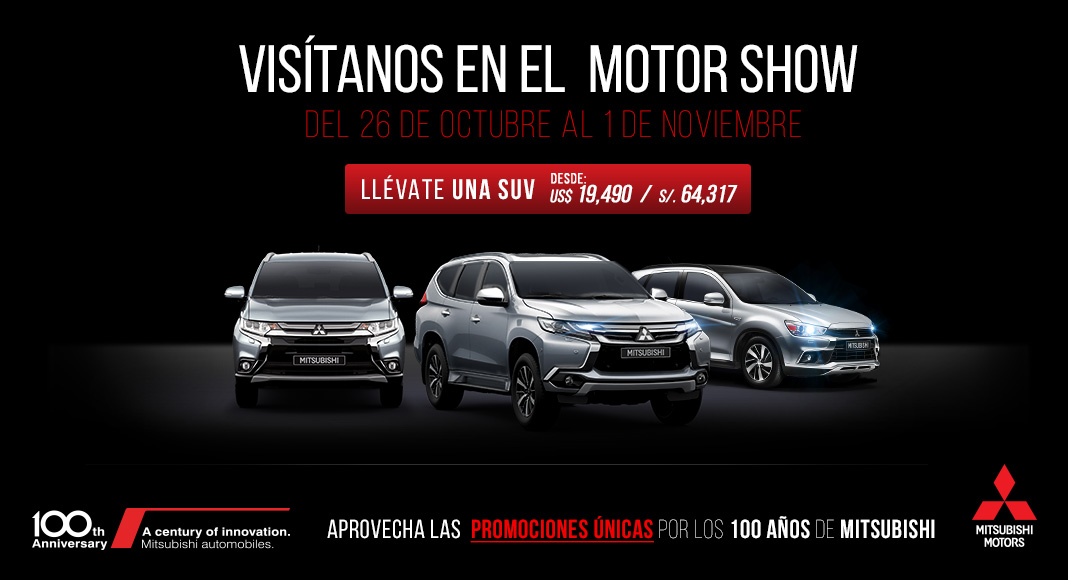 VISÍTANOS EN EL MOTOR SHOW
DEL 26 DE OCTUBRE AL 1 DE NOVIEMBRE
LLÉVATE UNA SUV DESDE: US$ 19,490 / S/. 64,317
MITSUBISHI
MITSUBISHI
MITSUBISHI
100th Anniversary
A century of innovation.
Mitsubishi automobiles.
APROVECHA LAS PROMOCIONES ÚNICAS POR LOS 100 AÑOS DE MITSUBISHI
MITSUBISHI
MOTORS